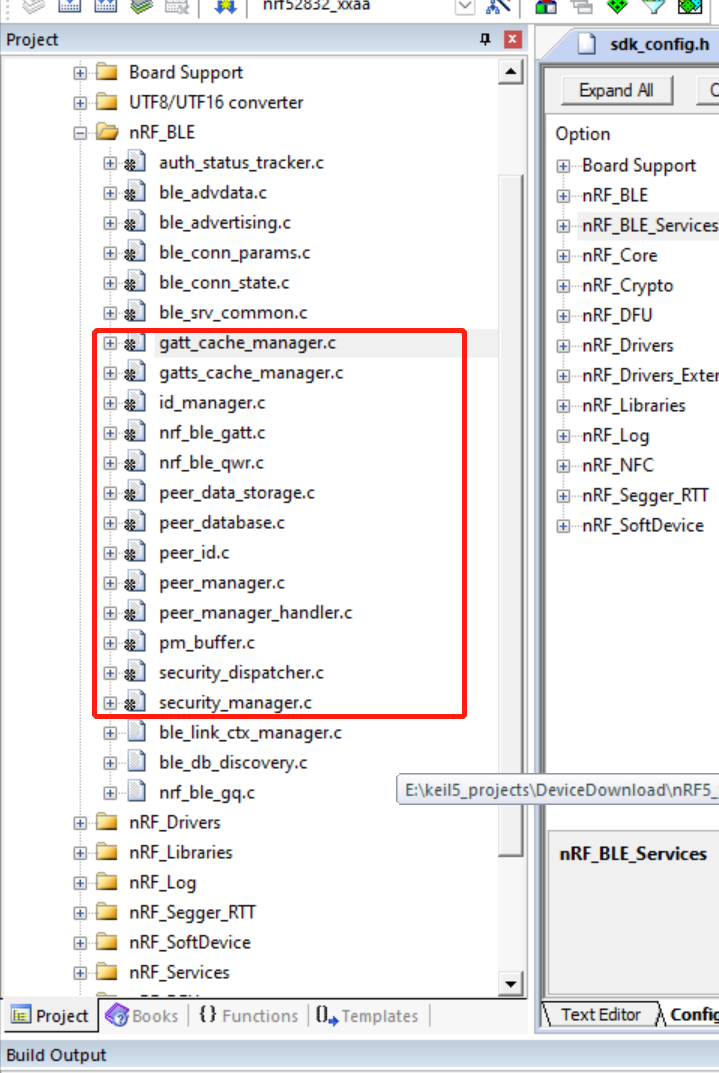 nrf52832_xxaa
Project
sdk_config.h
Board Support
UTF8/UTF16 converter
nRF_BLE
auth_status_tracker.c
ble_advdata.c
ble_advertising.c
ble_conn_params.c
ble_conn_state.c
ble_srv_common.c
gatt_cache_manager.c
gatts_cache_manager.c
id_manager.c
nrf_ble_gatt.c
nrf_ble_qwr.c
peer_data_storage.c
peer_database.c
peer_id.c
peer_manager.c
peer_manager_handler.c
pm_buffer.c
security_dispatcher.c
security_manager.c
ble_link_ctx_manager.c
ble_db_discovery.c
nrf_ble_gq.c
nRF_Drivers
nRF_Libraries
nRF_Log
nRF_Segger_RTT
nRF_SoftDevice
nRF_Services
Project
Books
{} Functions
Templates
Expand All
Option
Board Support
nRF_BLE
nRF_BLE_Services
nRF_Core
nRF_Crypto
nRF_DFU
nRF_Drivers
nRF_Drivers_Exter
nRF_Libraries
nRF_Log
nRF_NFC
nRF_Segger_RTT
nRF_SoftDevice
E:\keil5_projects\DeviceDownload\nRF5_
nRF_BLE_Services
Text Editor
Config
Build Output